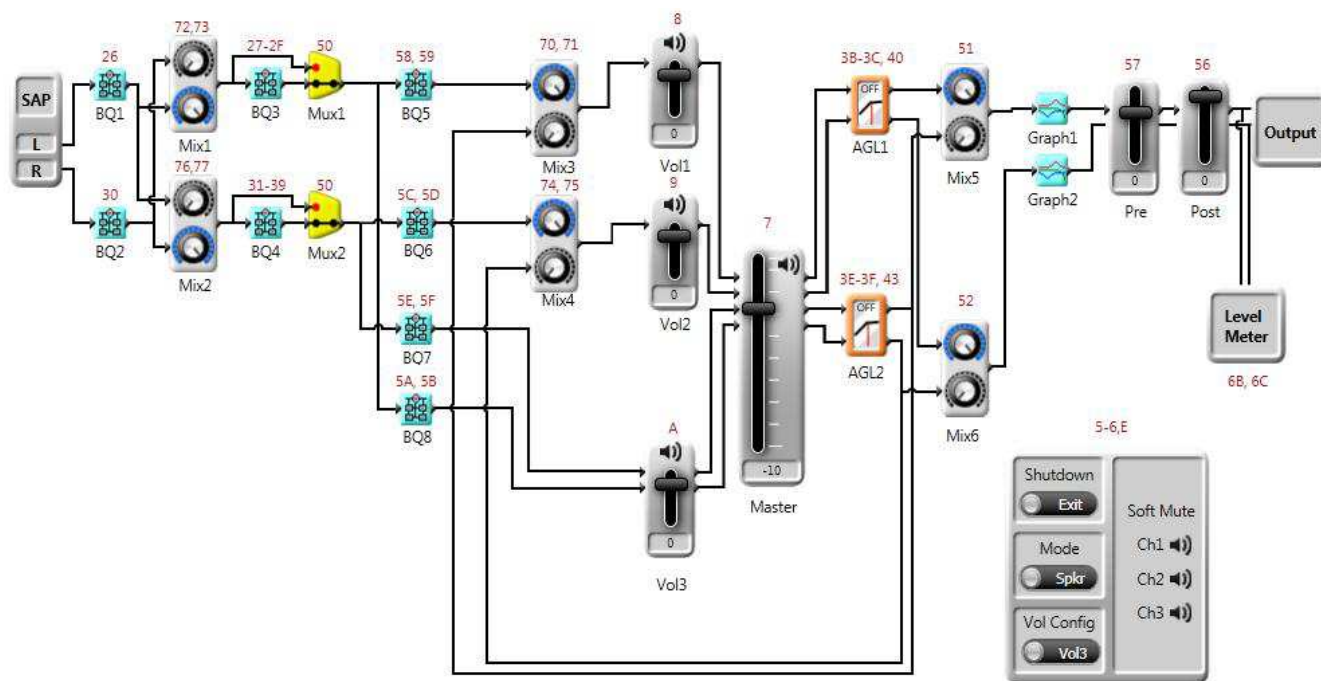 SAP
L
R
26
BQ1
30
BQ2
72,73
Mix1
76,77
Mix2
27-2F
BQ3
31-39
BQ4
50
Mux1
50
Mux2
58, 59
BQ5
5C, 5D
BQ6
5E, 5F
BQ7
5A, 5B
BQ8
70, 71
Mix3
74, 75
Mix4
8
0
Vol1
9
0
Vol2
A
0
Vol3
7
-10
Master
3B-3C, 40
OFF
AGL1
3E-3F, 43
OFF
AGL2
51
Mix5
52
Mix6
Graph1
Graph2
57
0
Pre
56
0
Post
Output
Level
Meter
6B, 6C
5-6,E
Shutdown
Exit
Mode
Spkr
Vol Config
Vol3
Soft Mute
Ch1
Ch2
Ch3